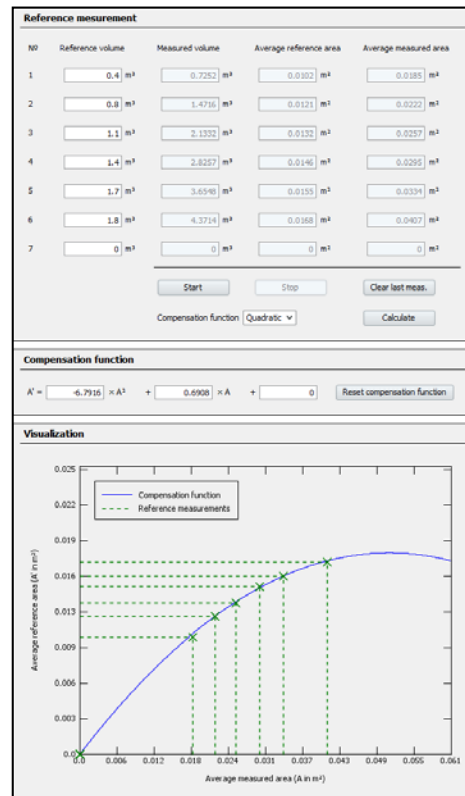 Reference mesurement
Nº Reference volume Measured volume Average reference area Average measured area
1 0.4 m³ 0.7252 m³ 0.0102 m² 0.0185 m²
2 0.8 m³ 1.4716 m³ 0.0121 m² 0.0222 m²
3 1.1 m³ 2.1332 m³ 0.0132 m² 0.0257 m²
4 1.4 m³ 2.8257 m³ 0.0146 m² 0.0295 m²
5 1.7 m³ 3.6548 m³ 0.0155 m² 0.0334 m²
6 1.8 m³ 4.3714 m³ 0.0168 m² 0.0407 m²
7 0 m³ 0 m³ 0 m² 0 m²
Start Stop Clear last meas.
Compensation function Quadratic Calculate
Compensation function
A' = -6.7916 × A² + 0.6908 × A + 0 Reset compensation function
Visualization
0.025
Compensation function
0.022
Reference measurements
0.019
0.016
0.013
0.009
0.006
0.003
0.0
Average reference area (A' in m²)
0.0 0.006 0.012 0.018 0.024 0.031 0.037 0.043 0.049 0.055 0.061
Average measured area (A in m²)